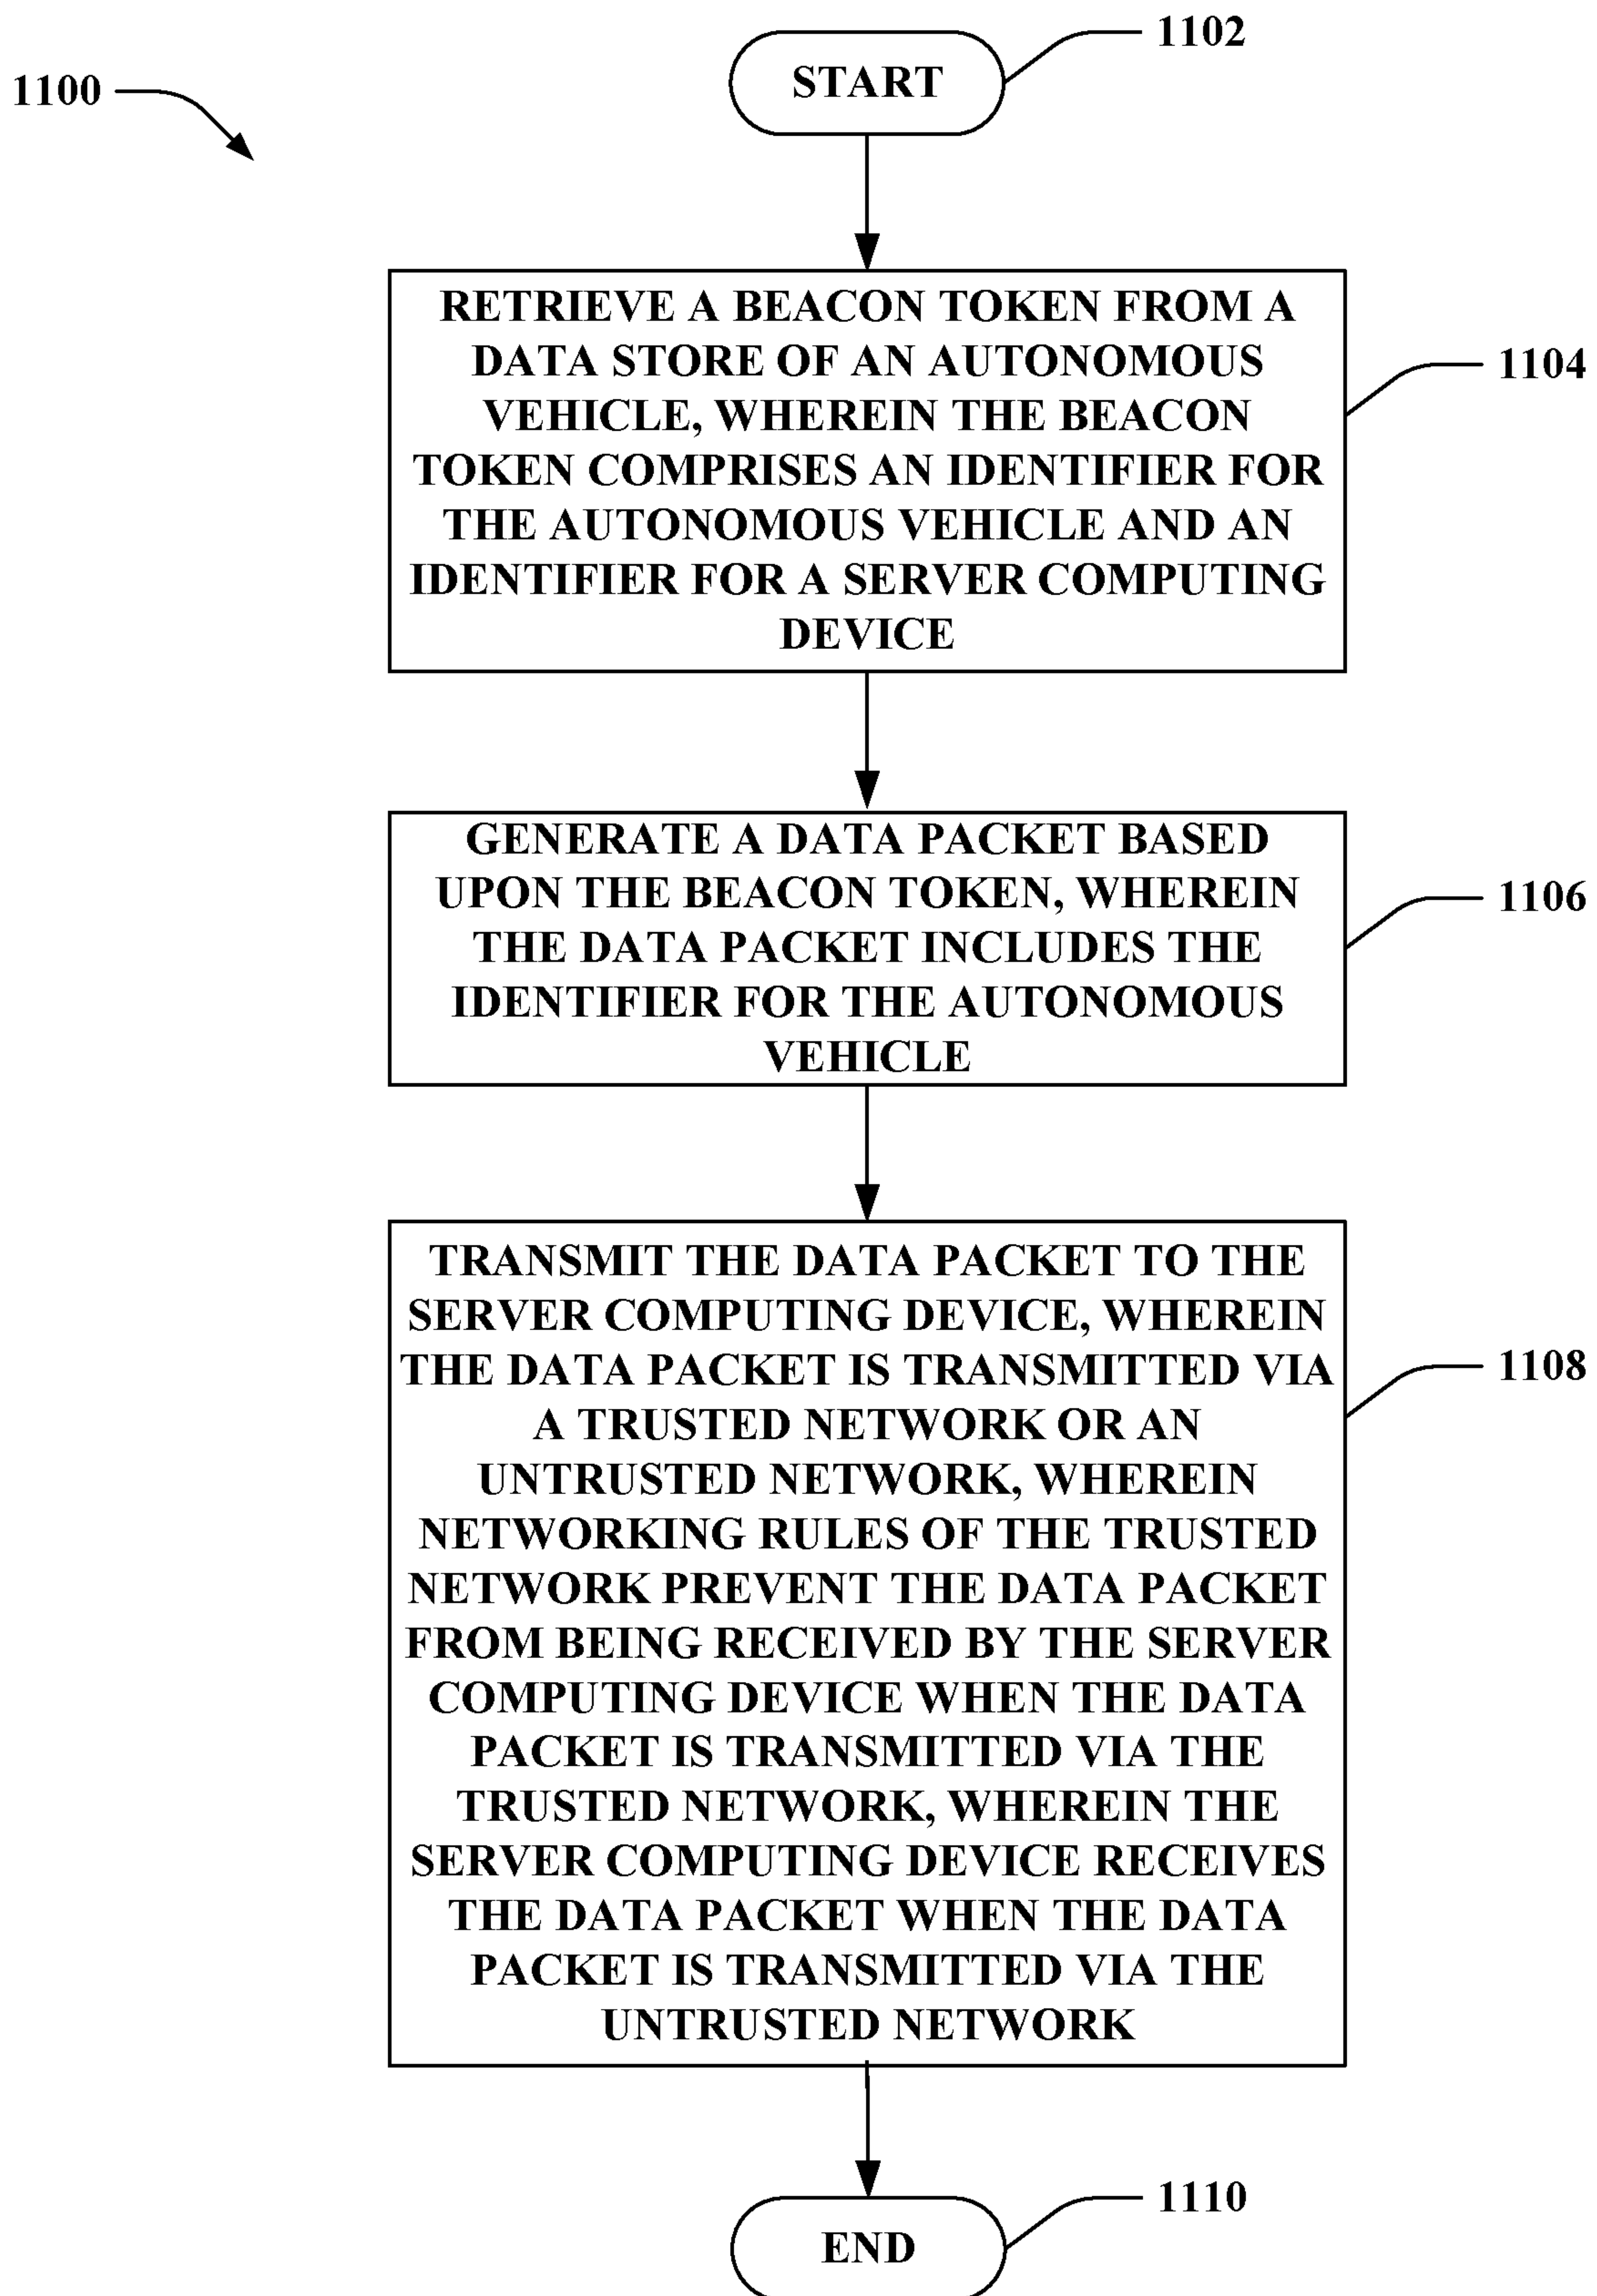 1102
START
1100
RETRIEVE A BEACON TOKEN FROM A
DATA STORE OF AN AUTONOMOUS
VEHICLE, WHEREIN THE BEACON
TOKEN COMPRISES AN IDENTIFIER FOR
THE AUTONOMOUS VEHICLE AND AN
IDENTIFIER FOR A SERVER COMPUTING
DEVICE
1104
GENERATE A DATA PACKET BASED
UPON THE BEACON TOKEN, WHEREIN
THE DATA PACKET INCLUDES THE
IDENTIFIER FOR THE AUTONOMOUS
VEHICLE
1106
TRANSMIT THE DATA PACKET TO THE
SERVER COMPUTING DEVICE, WHEREIN
THE DATA PACKET IS TRANSMITTED VIA
A TRUSTED NETWORK OR AN
UNTRUSTED NETWORK, WHEREIN
NETWORKING RULES OF THE TRUSTED
NETWORK PREVENT THE DATA PACKET
FROM BEING RECEIVED BY THE SERVER
COMPUTING DEVICE WHEN THE DATA
PACKET IS TRANSMITTED VIA THE
TRUSTED NETWORK, WHEREIN THE
SERVER COMPUTING DEVICE RECEIVES
THE DATA PACKET WHEN THE DATA
PACKET IS TRANSMITTED VIA THE
UNTRUSTED NETWORK
1108
1110
END